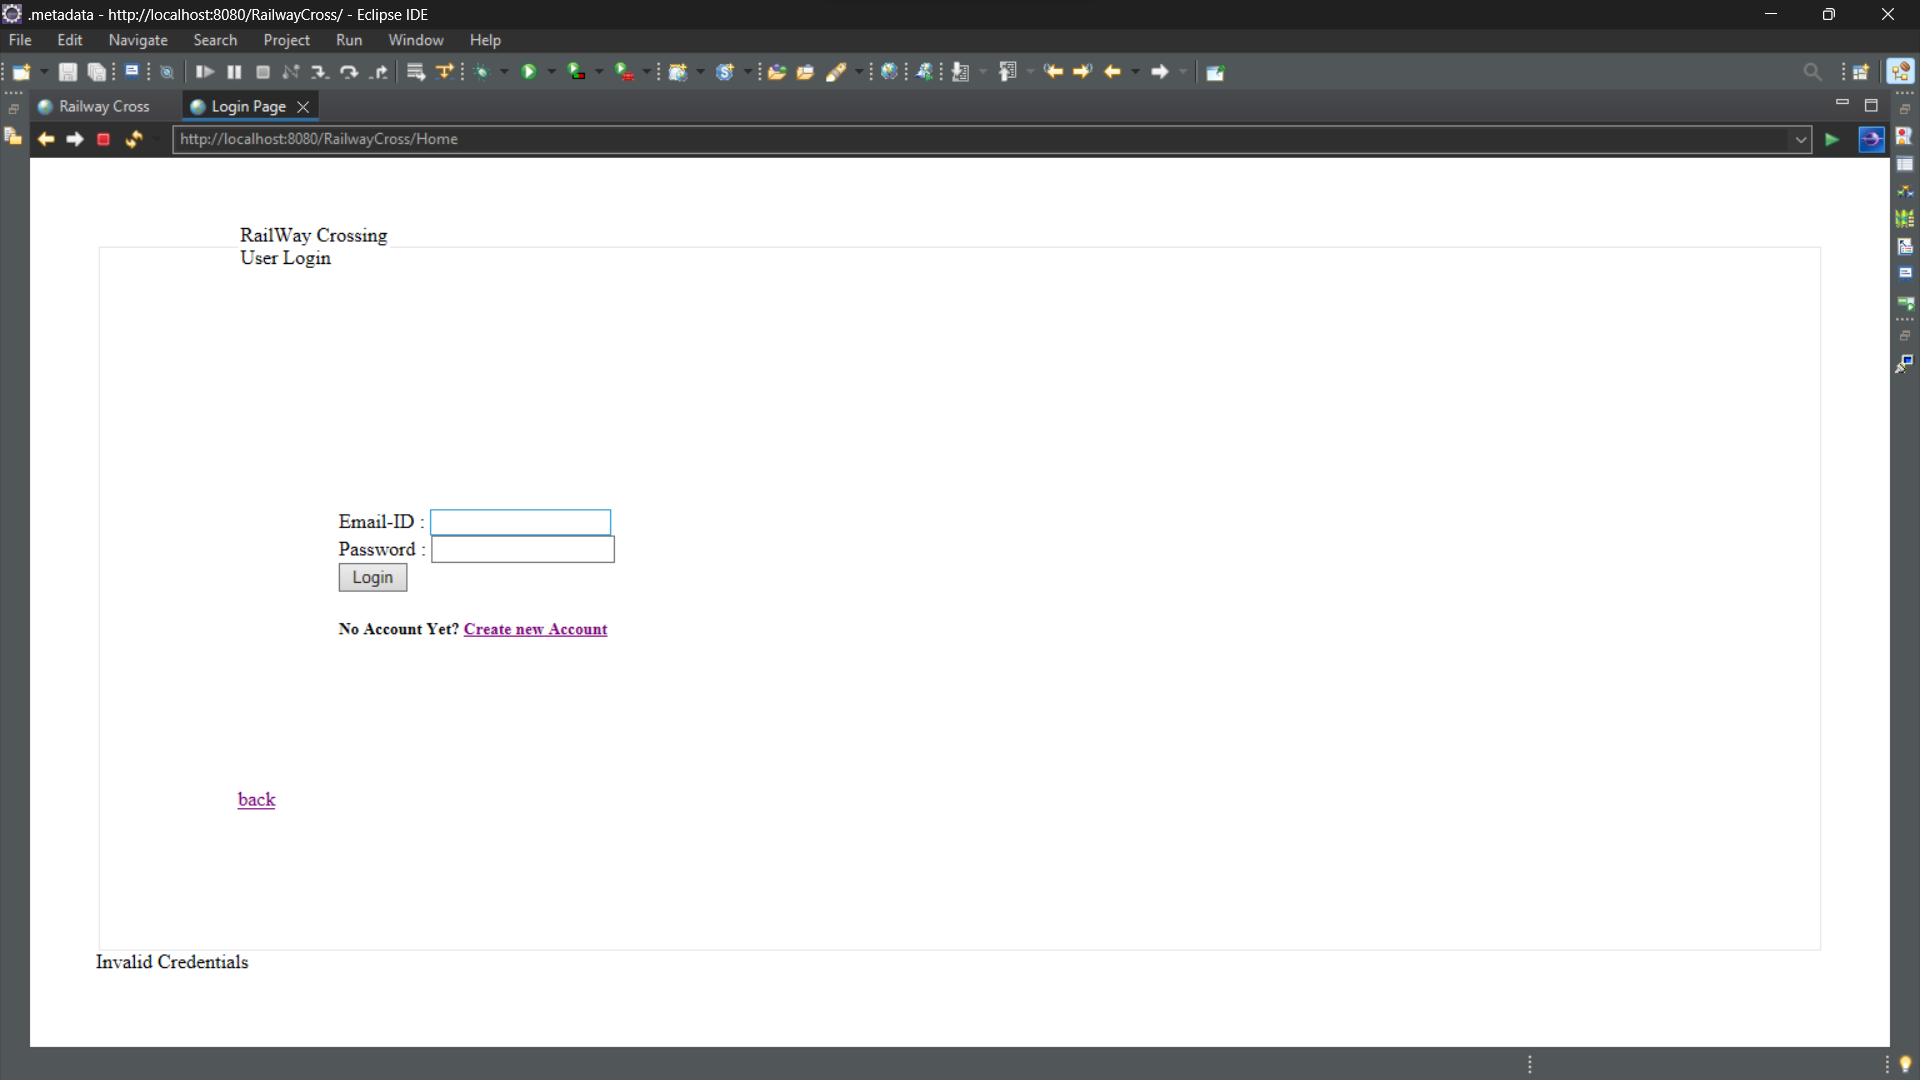 .metadata - http://localhost:8080/RailwayCross/ - Eclipse IDE
File Edit Navigate Search Project Run Window Help
Railway Cross Login Page
http://localhost:8080/RailwayCross/Home
RailWay Crossing
User Login
Email-ID :
Password :
Login
No Account Yet? Create new Account
back
Invalid Credentials